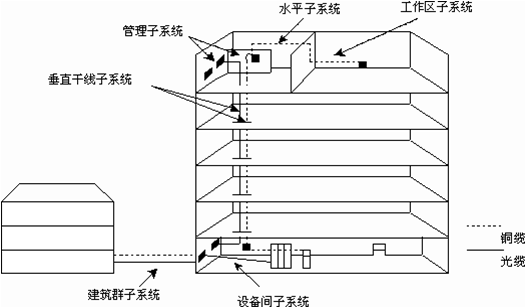 水平子系统
工作区子系统
管理子系统
垂直干线子系统
铜缆
光缆
建筑群子系统
设备间子系统